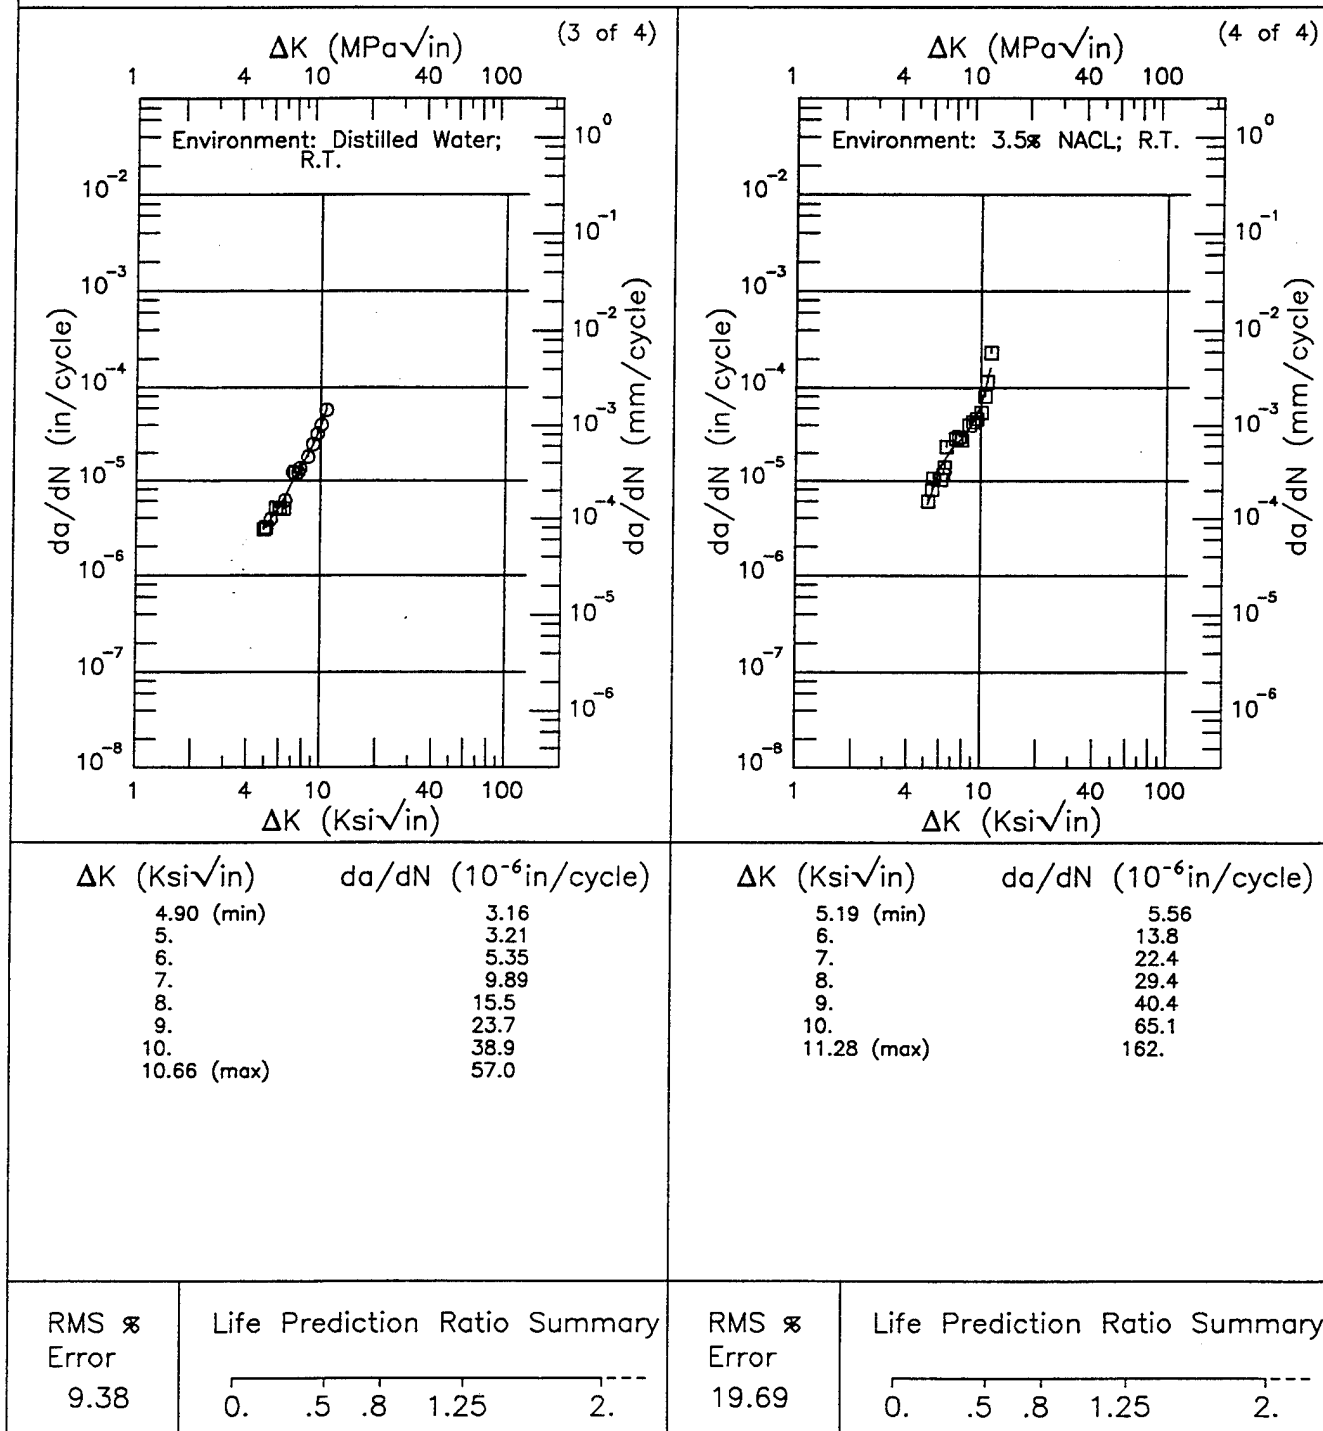 (3 of 4)
ΔK (MPa√in)
1 4 10 40 100
Environment: Distilled Water;
R.T.
10⁰
10⁻²
10⁻¹
10⁻³
10⁻²
10⁻⁴
10⁻³
10⁻⁵
10⁻⁴
10⁻⁶
10⁻⁵
10⁻⁷
10⁻⁶
10⁻⁸
da/dN (in/cycle)
da/dN (mm/cycle)
1 4 10 40 100
ΔK (Ksi√in)
ΔK (Ksi√in) da/dN (10⁻⁶in/cycle)
4.90 (min) 3.16
5. 3.21
6. 5.35
7. 9.89
8. 15.5
9. 23.7
10. 38.9
10.66 (max) 57.0
RMS %
Error
9.38
Life Prediction Ratio Summary
0. .5 .8 1.25 2.
(4 of 4)
ΔK (MPa√in)
1 4 10 40 100
Environment: 3.5% NACL; R.T.
10⁰
10⁻²
10⁻¹
10⁻³
10⁻²
10⁻⁴
10⁻³
10⁻⁵
10⁻⁴
10⁻⁶
10⁻⁵
10⁻⁷
10⁻⁶
10⁻⁸
da/dN (in/cycle)
da/dN (mm/cycle)
1 4 10 40 100
ΔK (Ksi√in)
ΔK (Ksi√in) da/dN (10⁻⁶in/cycle)
5.19 (min) 5.56
6. 13.8
7. 22.4
8. 29.4
9. 40.4
10. 65.1
11.28 (max) 162.
RMS %
Error
19.69
Life Prediction Ratio Summary
0. .5 .8 1.25 2.